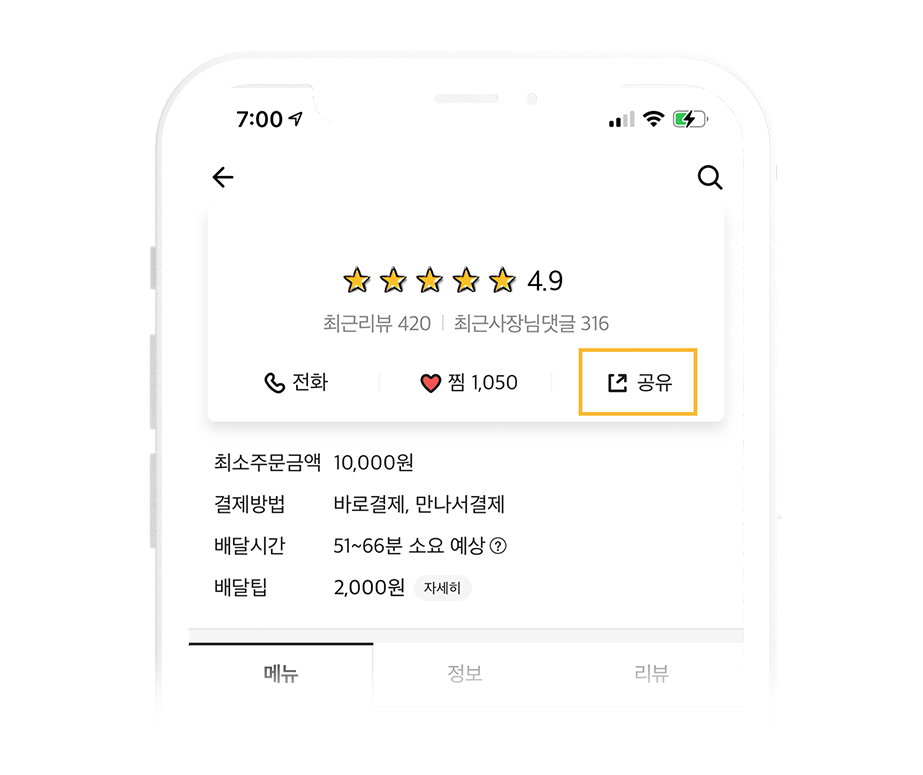 7:00
4.9
최근리뷰 420 | 최근사장님댓글 316
전화 찜 1,050 공유
최소주문금액 10,000원
결제방법 바로결제, 만나서결제
배달시간 51~66분 소요 예상 ?
배달팁 2,000원 자세히
메뉴 정보 리뷰